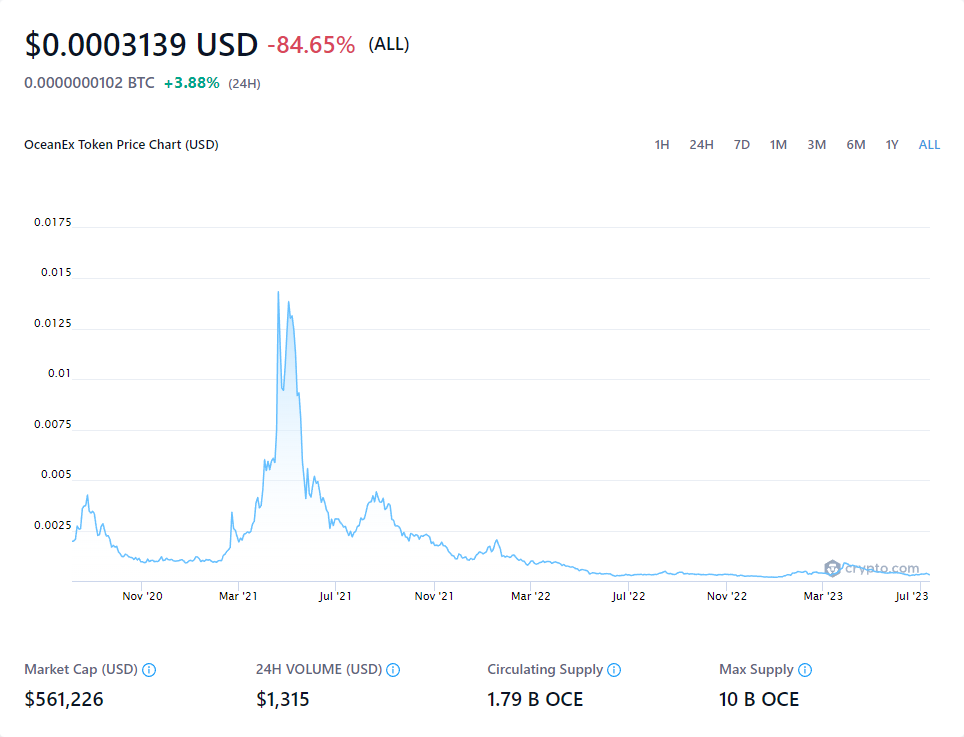 $0.0003139 USD -84.65% (ALL)
0.0000000102 BTC +3.88% (24H)
OceanEx Token Price Chart (USD) 1H 24H 7D 1M 3M 6M 1Y ALL
0.0175
0.015
0.0125
0.01
0.0075
0.005
0.0025
crypto.com
Nov '20 Mar '21 Jul '21 Nov '21 Mar '22 Jul '22 Nov '22 Mar '23 Jul '23
Market Cap (USD) 24H VOLUME (USD) Circulating Supply Max Supply
$561,226 $1,315 1.79 B OCE 10 B OCE